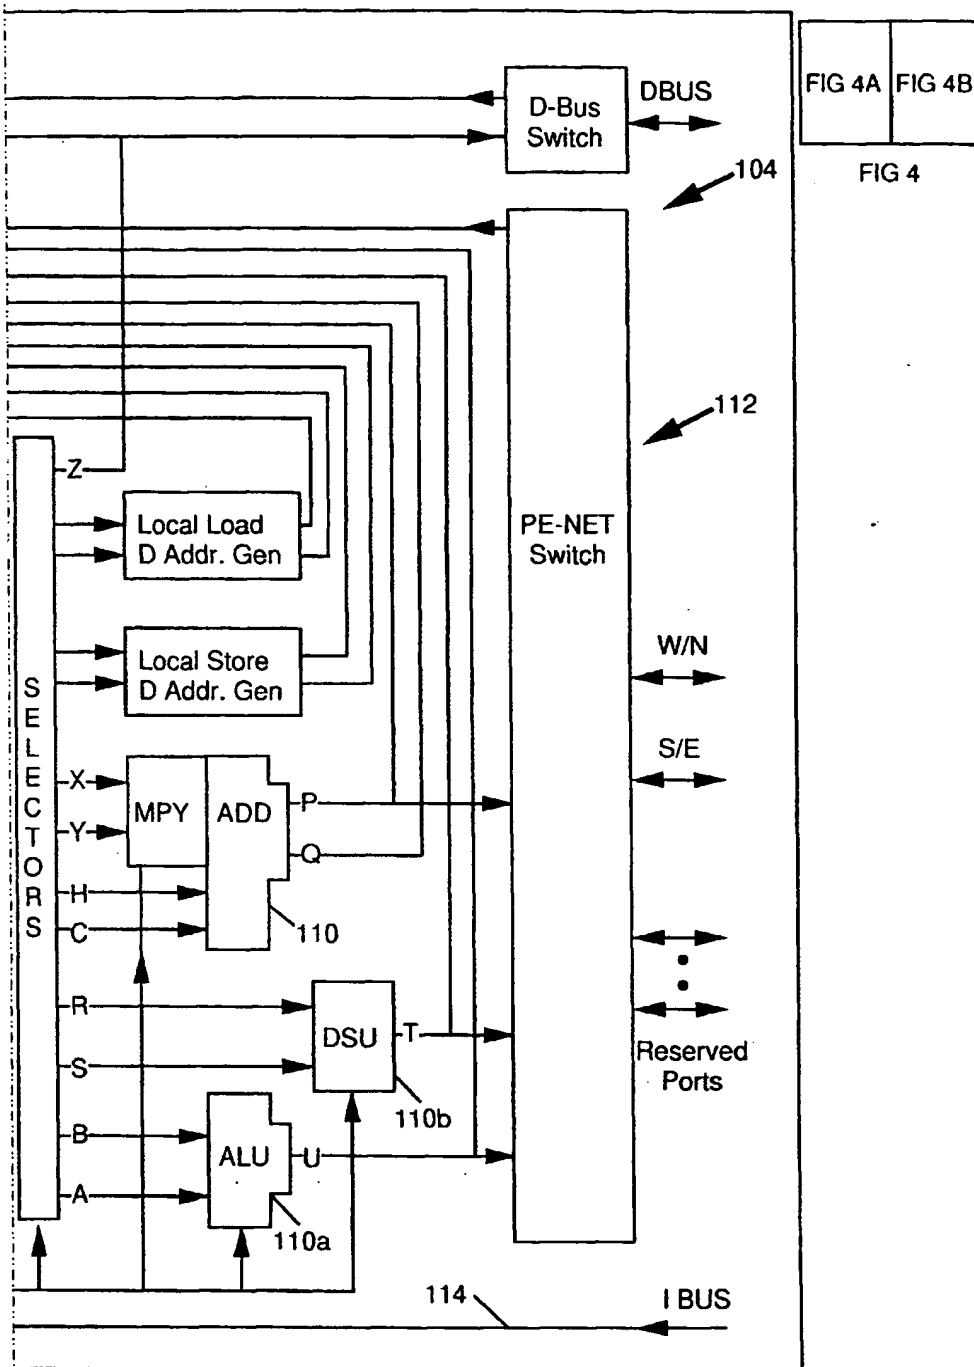 D-Bus
Switch
DBUS
FIG 4A
FIG 4B
FIG 4
104
112
PE-NET
Switch
Z
Local Load
D Addr. Gen
Local Store
D Addr. Gen
SELECTORS
W/N
S/E
X
Y
MPY
ADD
P
Q
H
C
110
R
S
DSU
T
110b
Reserved
Ports
B
A
ALU
U
110a
114
I BUS